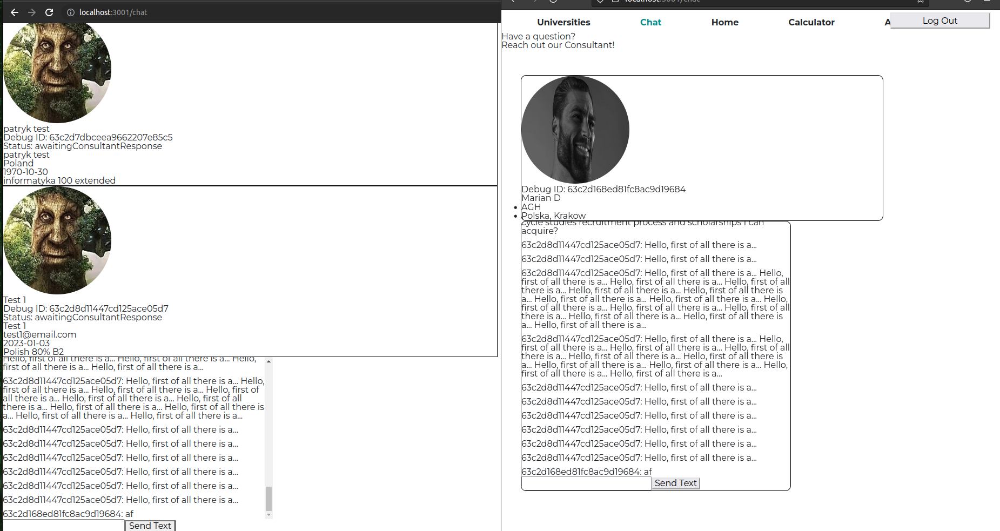 localhost:3001/chat
patryk test
Debug ID: 63c2d7dbceea9662207e85c5
Status: awaitingConsultantResponse
patryk test
Poland
1970-10-30
informatyka 100 extended
Test 1
Debug ID: 63c2d8d11447cd125ace05d7
Status: awaitingConsultantResponse
Test 1
test1@email.com
2023-01-03
Polish 80% B2
Hello, first of all there is a... Hello, first of all there is a... Hello,
first of all there is a... Hello, first of all there is a...
63c2d8d11447cd125ace05d7: Hello, first of all there is a... Hello,
first of all there is a... Hello, first of all there is a... Hello, first of
all there is a... Hello, first of all there is a... Hello, first of all
there is a... Hello, first of all there is a... Hello, first of all there is
a... Hello, first of all there is a... Hello, first of all there is a...
63c2d8d11447cd125ace05d7: Hello, first of all there is a...
63c2d8d11447cd125ace05d7: Hello, first of all there is a...
63c2d8d11447cd125ace05d7: Hello, first of all there is a...
63c2d8d11447cd125ace05d7: Hello, first of all there is a...
63c2d8d11447cd125ace05d7: Hello, first of all there is a...
63c2d8d11447cd125ace05d7: Hello, first of all there is a...
63c2d168ed81fc8ac9d19684: af
Send Text
localhost:3001/chat
Universities Chat Home Calculator A Log Out
Have a question?
Reach out our Consultant!
Debug ID: 63c2d168ed81fc8ac9d19684
Marian D
• AGH
• Polska, Krakow
cycle studies recruitment process and scholarships I can
acquire?
63c2d8d11447cd125ace05d7: Hello, first of all there is a...
63c2d8d11447cd125ace05d7: Hello, first of all there is a...
63c2d8d11447cd125ace05d7: Hello, first of all there is a... Hello,
first of all there is a... Hello, first of all there is a... Hello, first of all
there is a... Hello, first of all there is a... Hello, first of all there is
a... Hello, first of all there is a... Hello, first of all there is a... Hello,
first of all there is a... Hello, first of all there is a... Hello, first of all
there is a... Hello, first of all there is a... Hello, first of all there is
a... Hello, first of all there is a...
63c2d8d11447cd125ace05d7: Hello, first of all there is a... Hello,
first of all there is a... Hello, first of all there is a... Hello, first of all
there is a... Hello, first of all there is a... Hello, first of all there is
a... Hello, first of all there is a... Hello, first of all there is a... Hello,
first of all there is a... Hello, first of all there is a...
63c2d8d11447cd125ace05d7: Hello, first of all there is a...
63c2d8d11447cd125ace05d7: Hello, first of all there is a...
63c2d8d11447cd125ace05d7: Hello, first of all there is a...
63c2d8d11447cd125ace05d7: Hello, first of all there is a...
63c2d8d11447cd125ace05d7: Hello, first of all there is a...
63c2d8d11447cd125ace05d7: Hello, first of all there is a...
63c2d168ed81fc8ac9d19684: af
Send Text